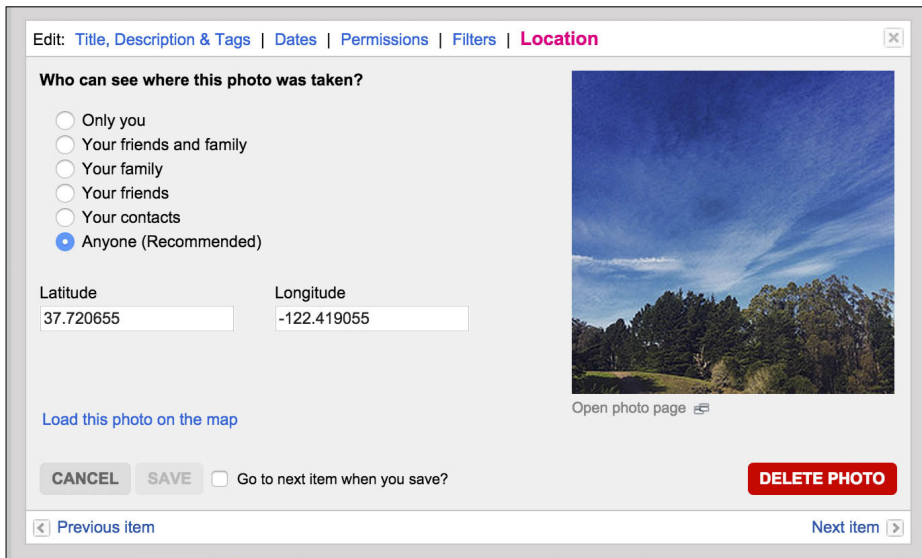 Edit: Title, Description & Tags | Dates | Permissions | Filters | Location
Who can see where this photo was taken?
Only you
Your friends and family
Your family
Your friends
Your contacts
Anyone (Recommended)
Latitude Longitude
37.720655 -122.419055
Open photo page
Load this photo on the map
CANCEL SAVE Go to next item when you save? DELETE PHOTO
Previous item Next item